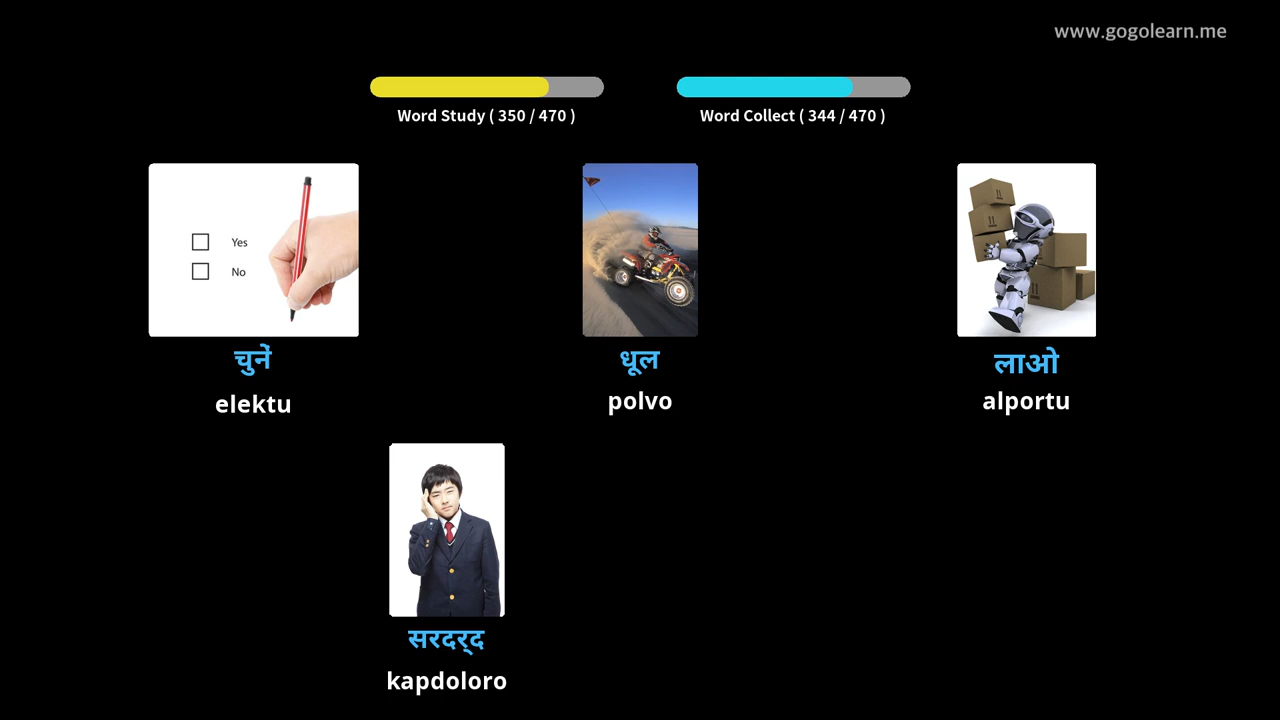 www.gogolearn.me
Word Study ( 350 / 470 )
Word Collect ( 344 / 470 )
Yes
No
चुनें
elektu
धूल
polvo
लाओ
alportu
सरदर्द
kapdoloro